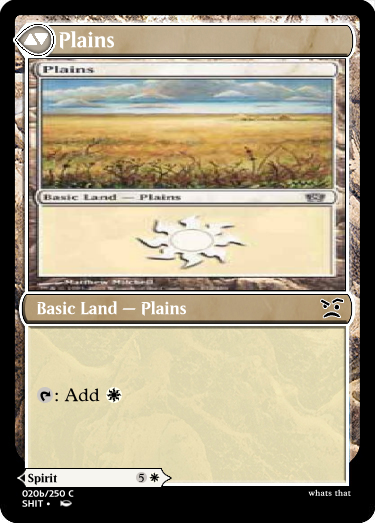 Plains
Plains
Basic Land — Plains
Matthew Mitchell
Basic Land — Plains
: Add
Spirit 5
020b/250 C
SHIT •
whats that